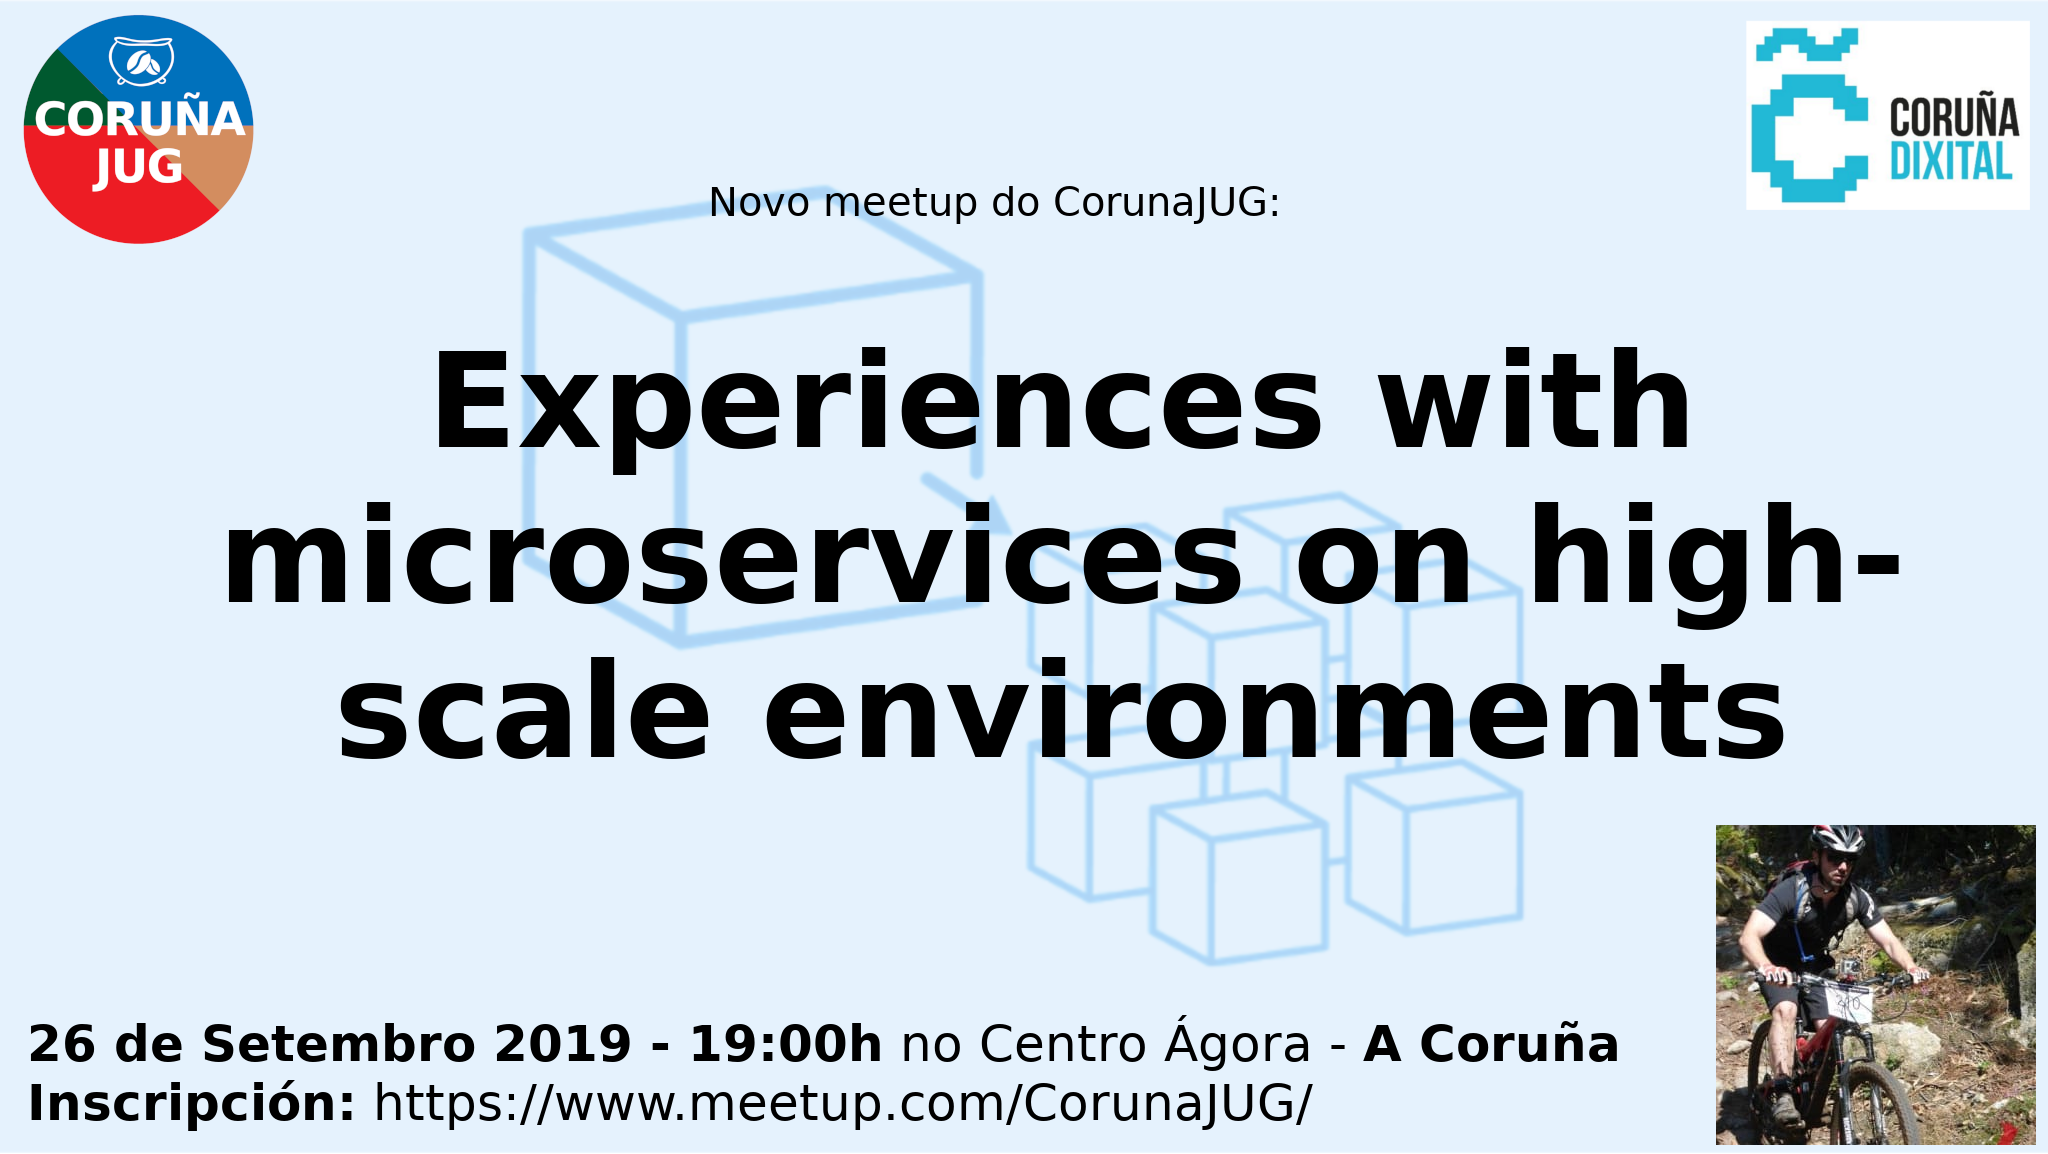 CORUÑA
JUG
CORUÑA
DIXITAL
Novo meetup do CorunaJUG:
Experiences with
microservices on high-
scale environments
26 de Setembro 2019 - 19:00h no Centro Ágora - A Coruña
Inscripción: https://www.meetup.com/CorunaJUG/